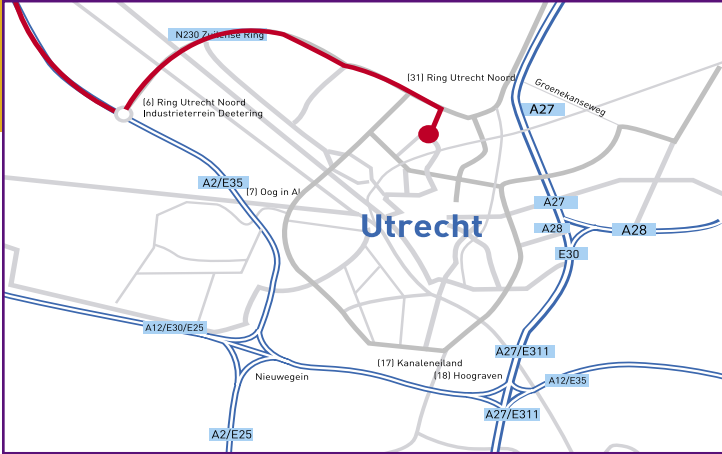 N230 Zuilense Ring
(31) Ring Utrecht Noord
Groenekanseweg
(6) Ring Utrecht Noord
Industrieterrein Deetering
A27
A2/E35
(7) Oog in Al
A27
Utrecht
A28
A28
E30
A12/E30/E25
A27/E311
(17) Kanaleneiland
(18) Hoograven
Nieuwegein
A12/E35
A27/E311
A2/E25